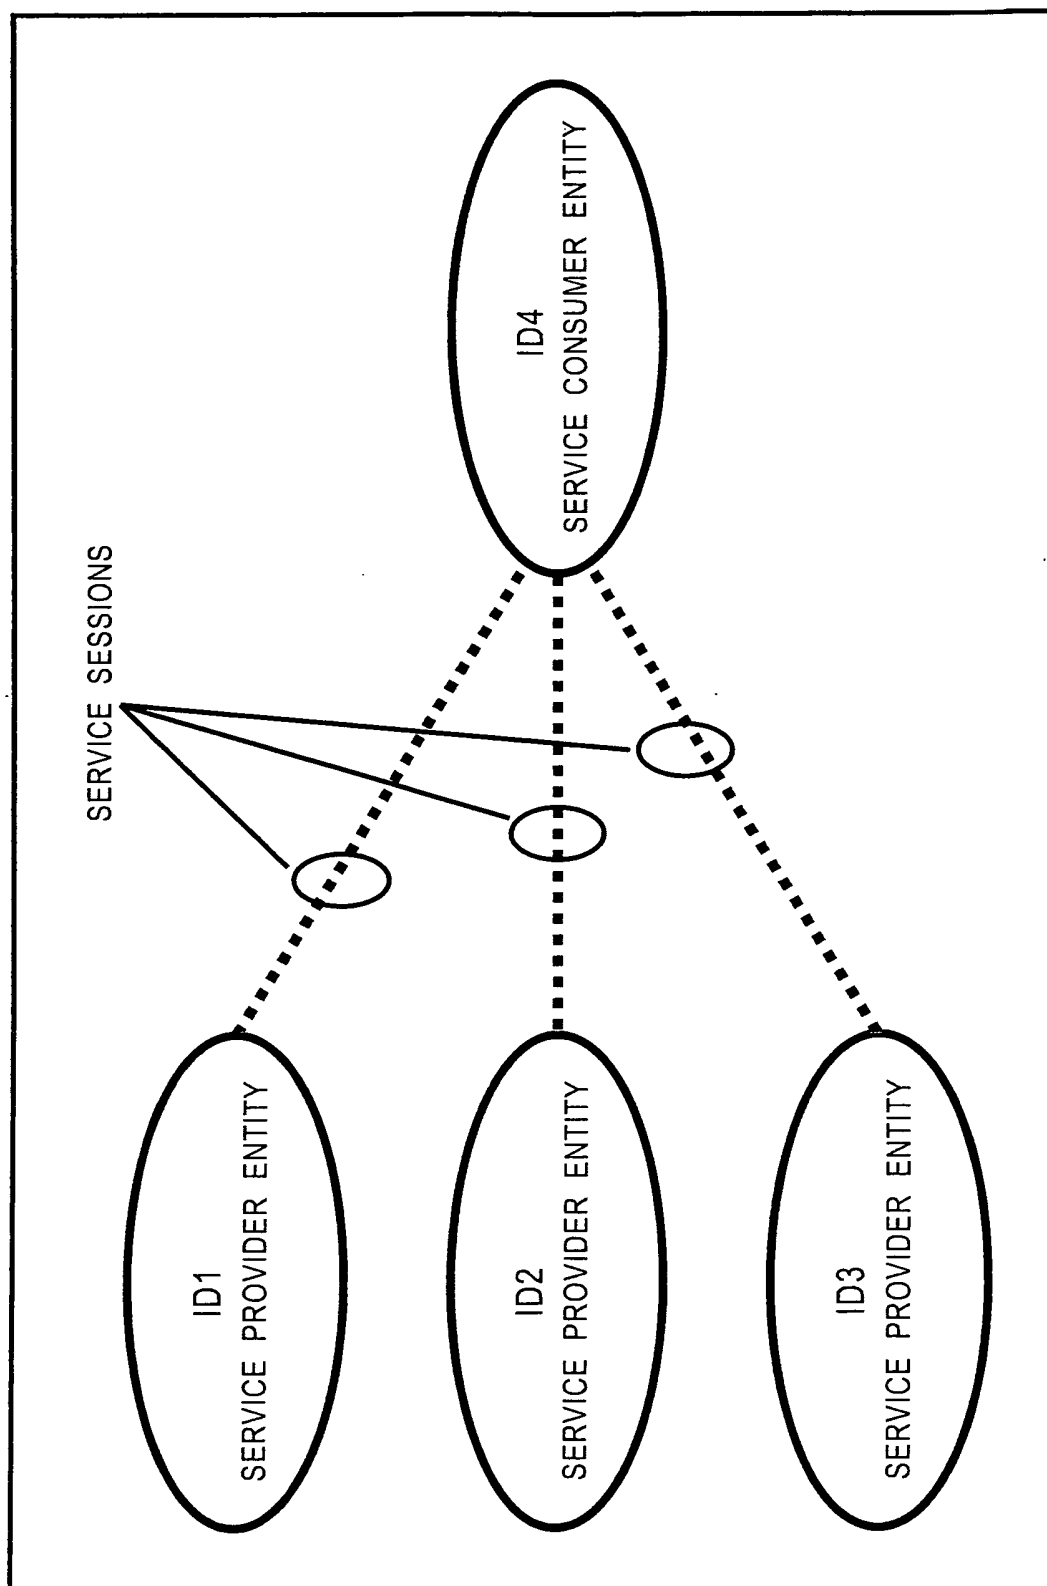 SERVICE SESSIONS
ID1
SERVICE PROVIDER ENTITY
ID2
SERVICE PROVIDER ENTITY
ID3
SERVICE PROVIDER ENTITY
ID4
SERVICE CONSUMER ENTITY